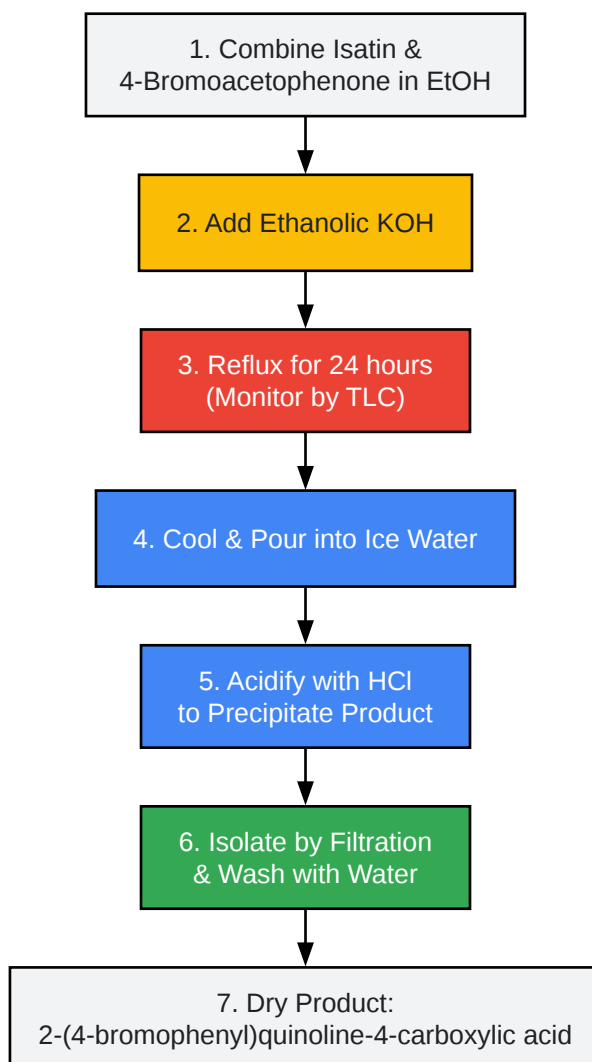 1. Combine Isatin &
4-Bromoacetophenone in EtOH
2. Add Ethanolic KOH
3. Reflux for 24 hours
(Monitor by TLC)
4. Cool & Pour into Ice Water
5. Acidify with HCl
to Precipitate Product
6. Isolate by Filtration
& Wash with Water
7. Dry Product:
2-(4-bromophenyl)quinoline-4-carboxylic acid